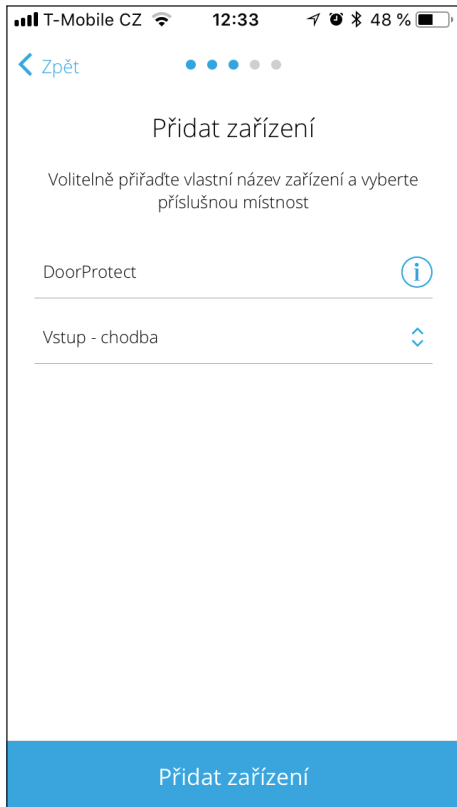 T-Mobile CZ 12:33 48 %
Zpět
Přidat zařízení
Volitelně přiřaďte vlastní název zařízení a vyberte
příslušnou místnost
DoorProtect i
Vstup - chodba
Přidat zařízení